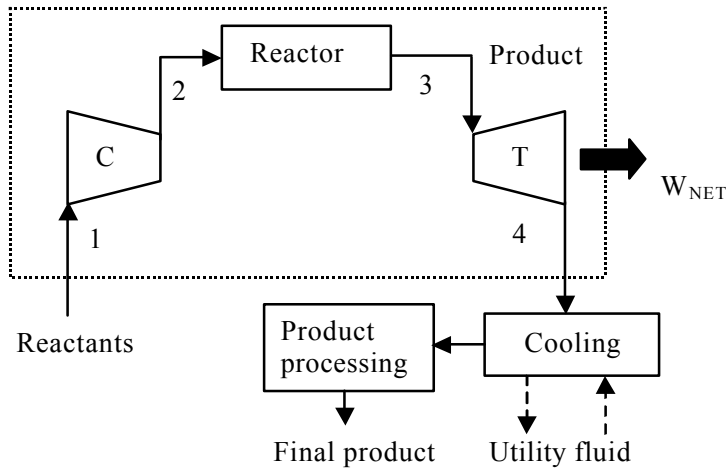 Reactor
Product
2
3
C
T
W_NET
1
4
Reactants
Product
processing
Cooling
Final product
Utility fluid